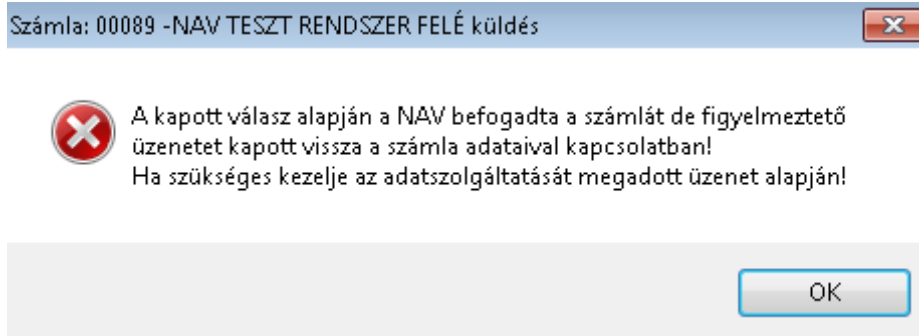 Számla: 00089 -NAV TESZT RENDSZER FELÉ küldés
A kapott válasz alapján a NAV befogadta a számlát de figyelmeztető
üzenetet kapott vissza a számla adataival kapcsolatban!
Ha szükséges kezelje az adatszolgáltatását megadott üzenet alapján!
OK